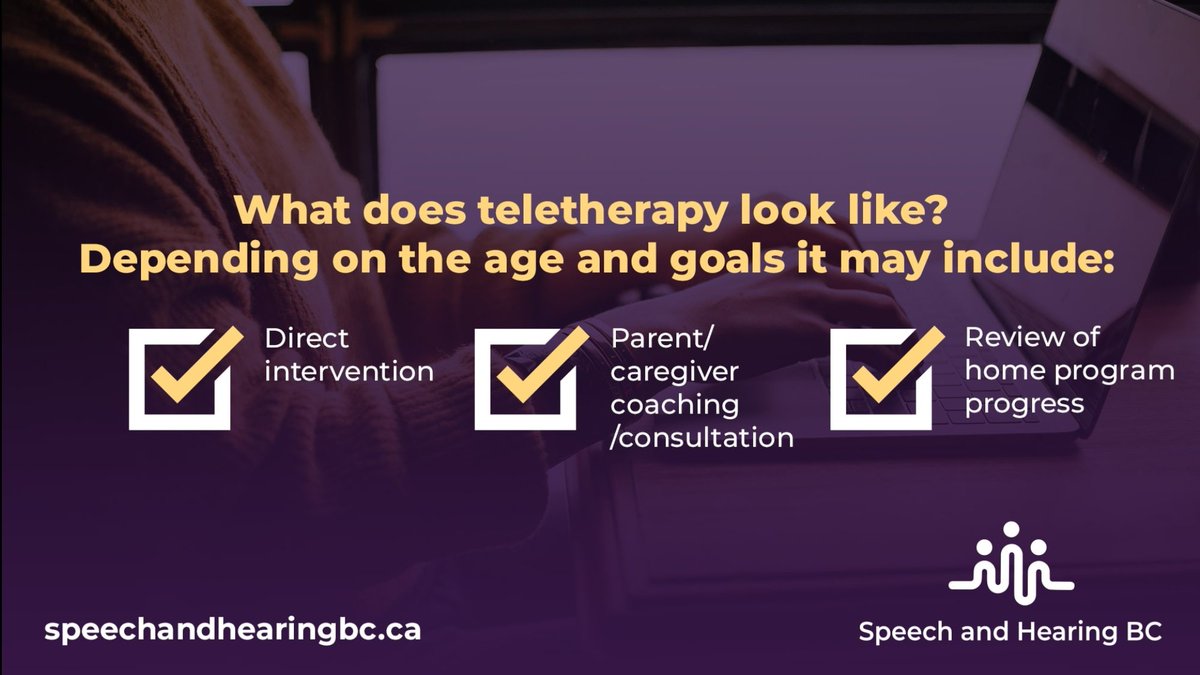 What does teletherapy look like?
Depending on the age and goals it may include:
Direct
intervention
Parent/
caregiver
coaching
/consultation
Review of
home program
progress
speechandhearingbc.ca
Speech and Hearing BC